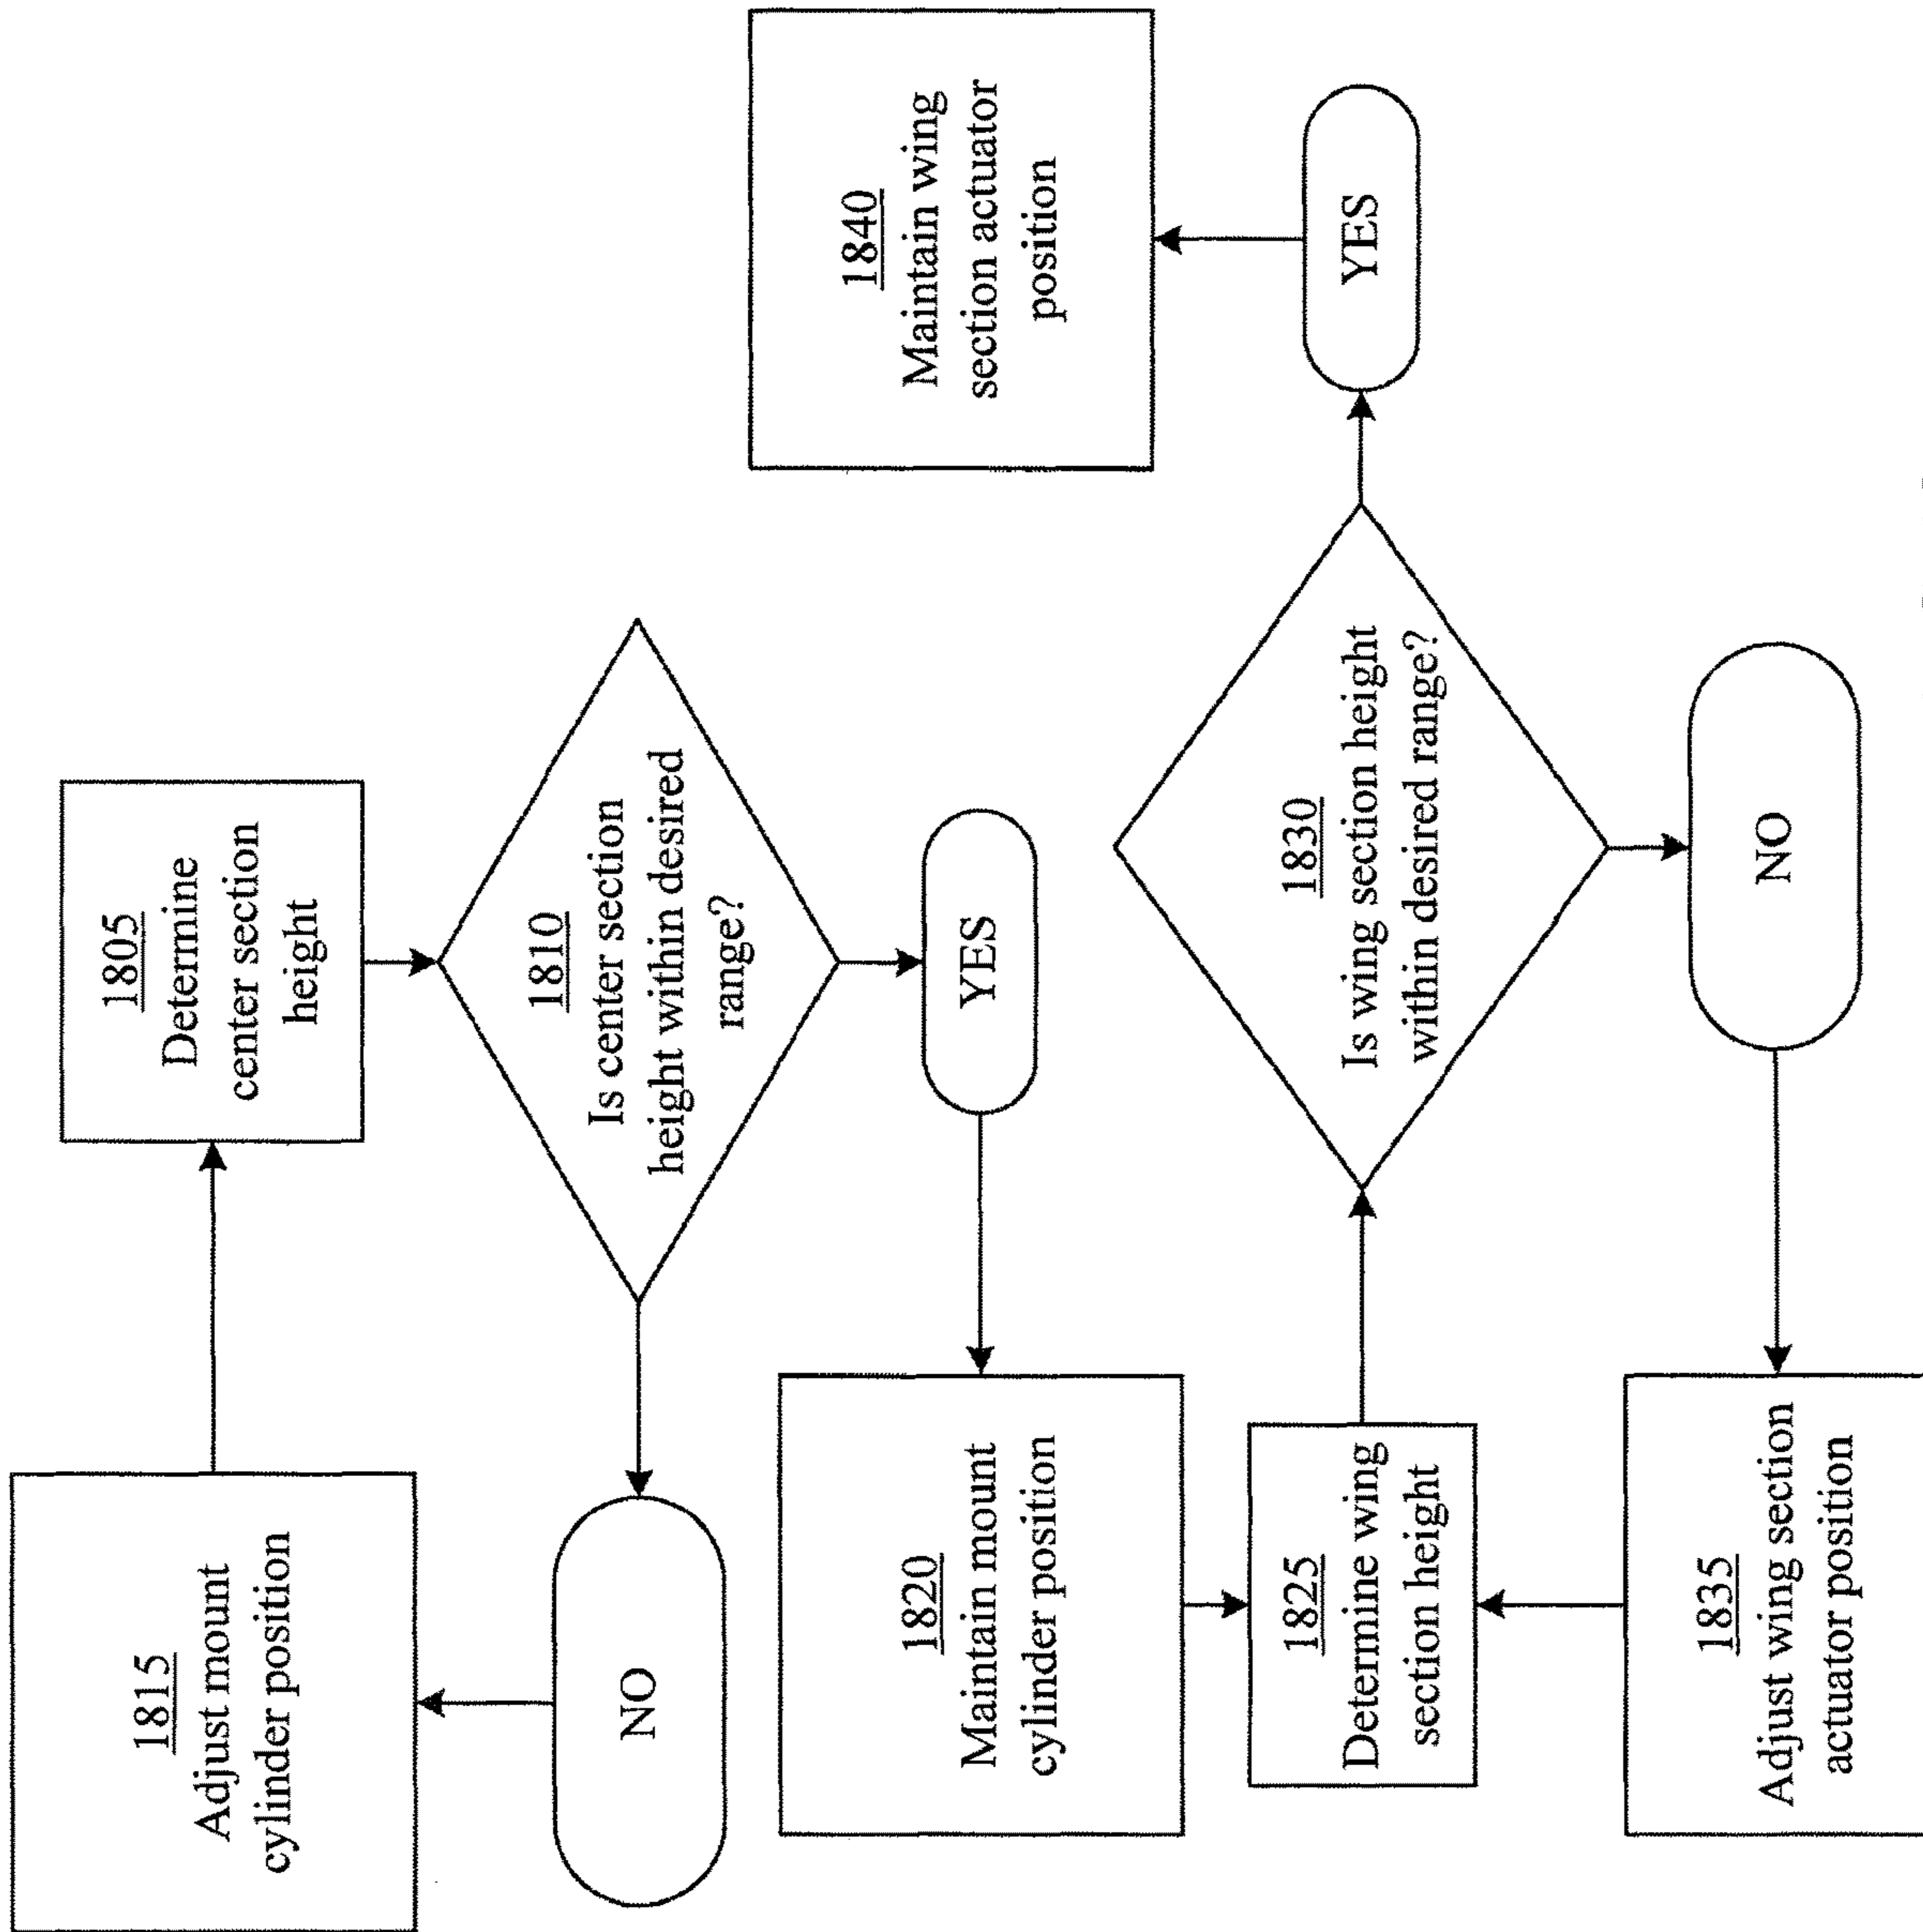 1805
Determine
center section
height
1810
Is center section
height within desired
range?
NO
1815
Adjust mount
cylinder position
YES
1820
Maintain mount
cylinder position
1825
Determine wing
section height
1830
Is wing section height
within desired range?
NO
1835
Adjust wing section
actuator position
YES
1840
Maintain wing
section actuator
position